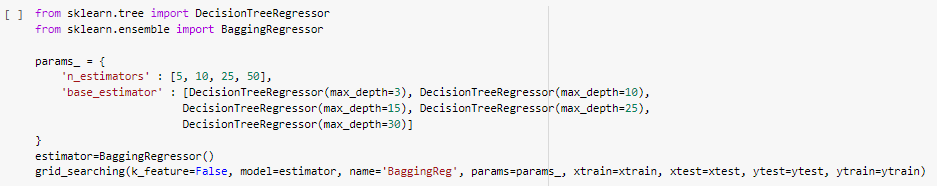 [ ] from sklearn.tree import DecisionTreeRegressor
from sklearn.ensemble import BaggingRegressor
params_ = {
'n_estimators' : [5, 10, 25, 50],
'base_estimator' : [DecisionTreeRegressor(max_depth=3), DecisionTreeRegressor(max_depth=10),
DecisionTreeRegressor(max_depth=15), DecisionTreeRegressor(max_depth=25),
DecisionTreeRegressor(max_depth=30)]
}
estimator=BaggingRegressor()
grid_searching(k_feature=False, model=estimator, name='BaggingReg', params=params_, xtrain=xtrain, xtest=xtest, ytest=ytest, ytrain=ytrain)